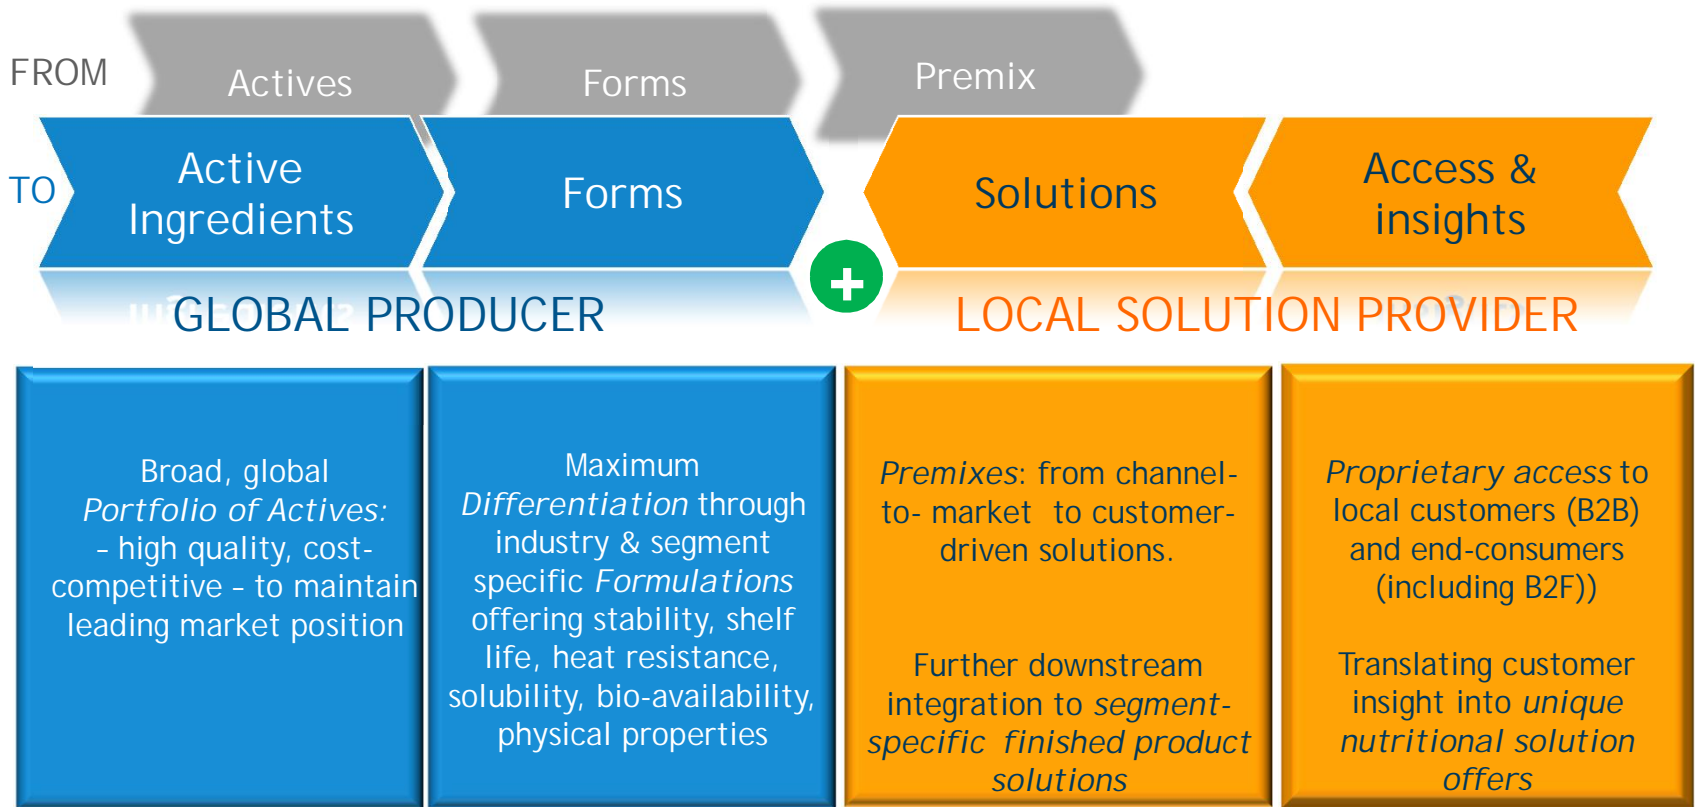 FROM
Actives
Forms
Premix
TO
Active
Ingredients
Forms
Solutions
Access &
insights
+
GLOBAL PRODUCER
LOCAL SOLUTION PROVIDER
Broad, global
Portfolio of Actives:
– high quality, cost-
competitive – to maintain
leading market position
Maximum
Differentiation through
industry & segment
specific Formulations
offering stability, shelf
life, heat resistance,
solubility, bio-availability,
physical properties
Premixes: from channel-
to- market to customer-
driven solutions.
Further downstream
integration to segment-
specific finished product
solutions
Proprietary access to
local customers (B2B)
and end-consumers
(including B2F))
Translating customer
insight into unique
nutritional solution
offers